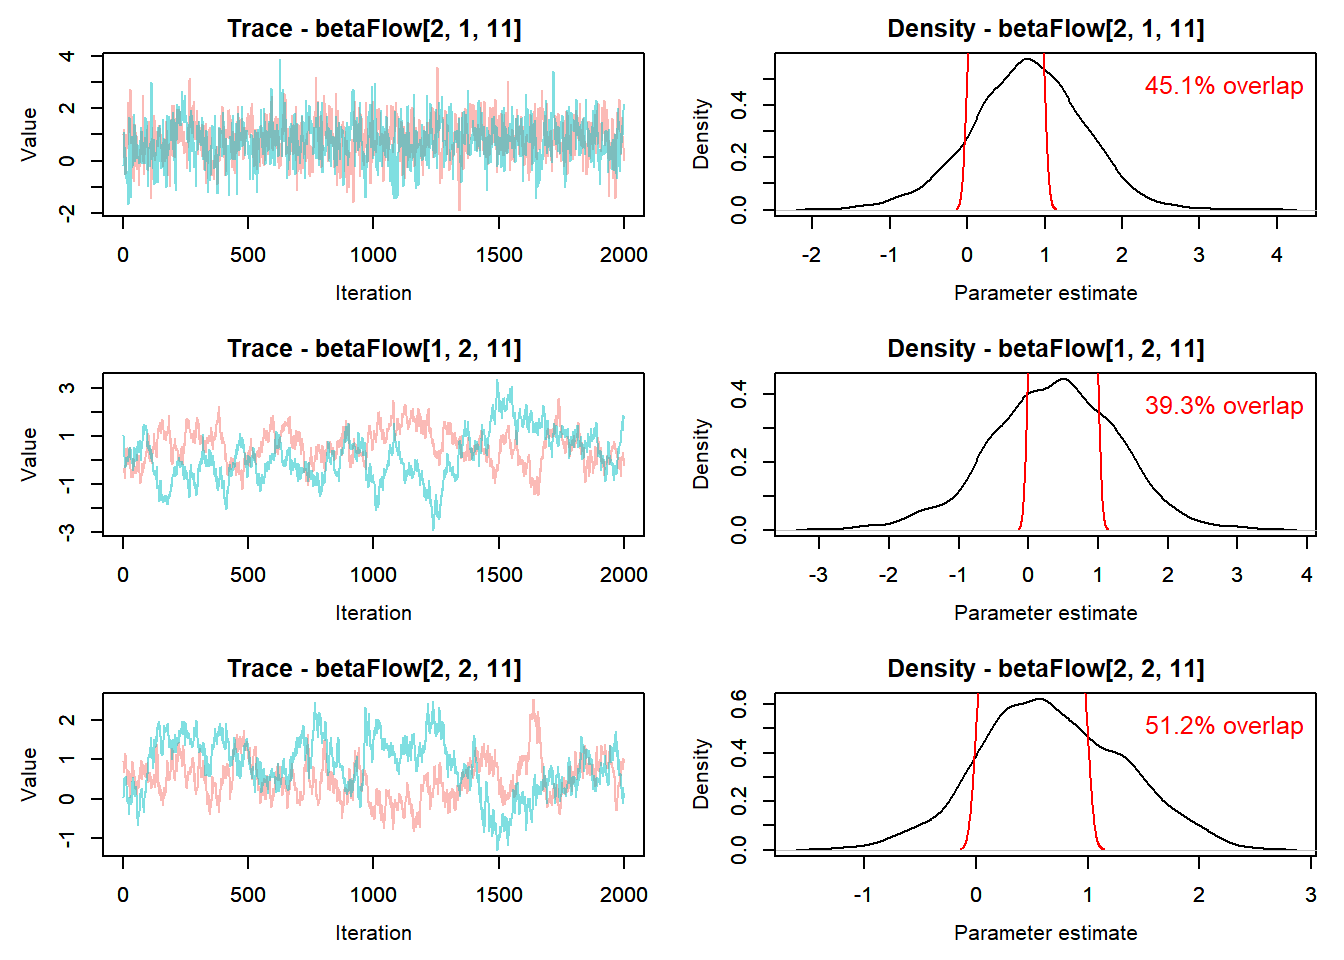 Trace - betaFlow[2, 1, 11]
Value
4
2
0
-2
0 500 1000 1500 2000
Iteration
Density - betaFlow[2, 1, 11]
45.1% overlap
Density
0.4
0.2
0.0
-2 -1 0 1 2 3 4
Parameter estimate
Trace - betaFlow[1, 2, 11]
Value
3
1
-1
-3
0 500 1000 1500 2000
Iteration
Density - betaFlow[1, 2, 11]
39.3% overlap
Density
0.4
0.2
0.0
-3 -2 -1 0 1 2 3 4
Parameter estimate
Trace - betaFlow[2, 2, 11]
Value
2
1
0
-1
0 500 1000 1500 2000
Iteration
Density - betaFlow[2, 2, 11]
51.2% overlap
Density
0.6
0.4
0.2
0.0
-1 0 1 2 3
Parameter estimate